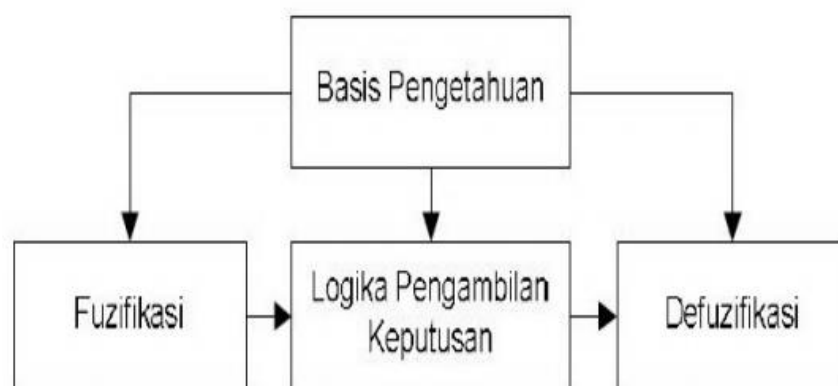 Basis Pengetahuan
Fuzifikasi
Logika Pengambilan
Keputusan
Defuzifikasi